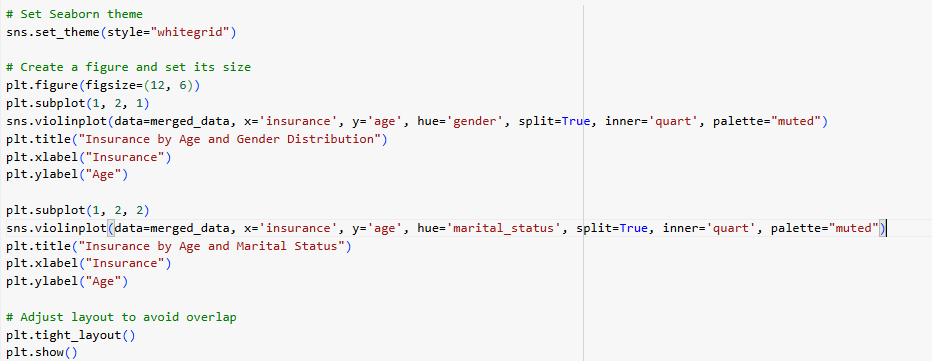 # Set Seaborn theme
sns.set_theme(style="whitegrid")
# Create a figure and set its size
plt.figure(figsize=(12, 6))
plt.subplot(1, 2, 1)
sns.violinplot(data=merged_data, x='insurance', y='age', hue='gender', split=True, inner='quart', palette="muted")
plt.title("Insurance by Age and Gender Distribution")
plt.xlabel("Insurance")
plt.ylabel("Age")
plt.subplot(1, 2, 2)
sns.violinplot(data=merged_data, x='insurance', y='age', hue='marital_status', split=True, inner='quart', palette="muted")
plt.title("Insurance by Age and Marital Status")
plt.xlabel("Insurance")
plt.ylabel("Age")
# Adjust layout to avoid overlap
plt.tight_layout()
plt.show()